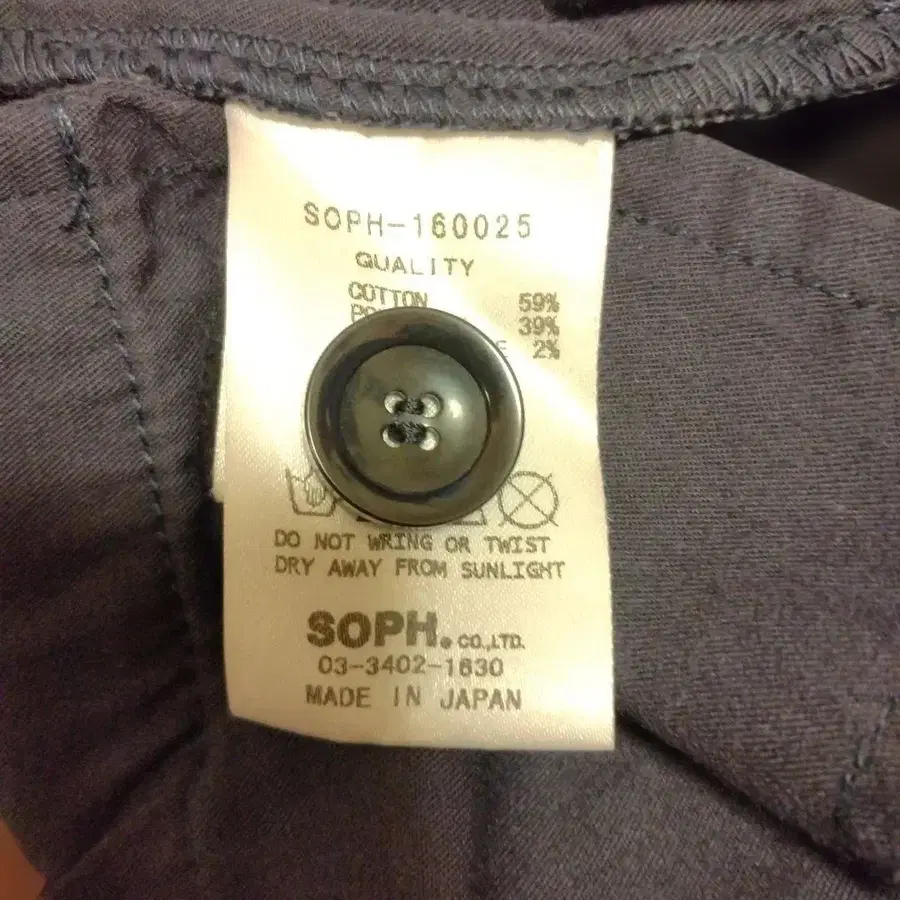 SOPH-160025
QUALITY
COTTON 59%
39%
2%
DO NOT WRING OR TWIST
DRY AWAY FROM SUNLIGHT
SOPH. CO.,LTD.
03-3402-1630
MADE IN JAPAN